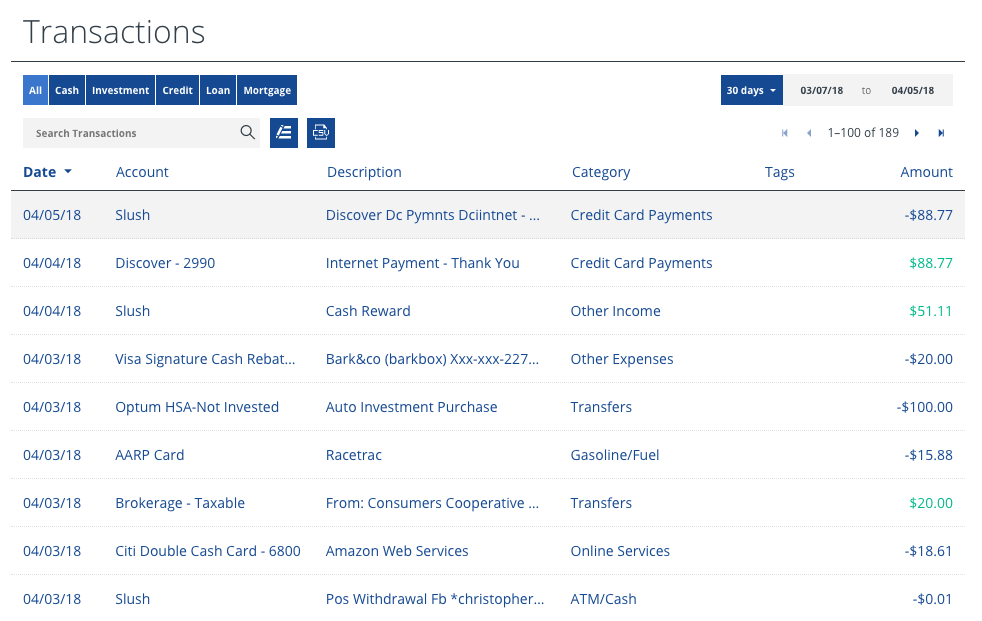 Transactions
All Cash Investment Credit Loan Mortgage 30 days 03/07/18 to 04/05/18
Search Transactions CSV 1–100 of 189
Date Account Description Category Tags Amount
04/05/18 Slush Discover Dc Pymnts Dciintnet - ... Credit Card Payments -$88.77
04/04/18 Discover - 2990 Internet Payment - Thank You Credit Card Payments $88.77
04/04/18 Slush Cash Reward Other Income $51.11
04/03/18 Visa Signature Cash Rebat... Bark&co (barkbox) Xxx-xxx-227... Other Expenses -$20.00
04/03/18 Optum HSA-Not Invested Auto Investment Purchase Transfers -$100.00
04/03/18 AARP Card Racetrac Gasoline/Fuel -$15.88
04/03/18 Brokerage - Taxable From: Consumers Cooperative ... Transfers $20.00
04/03/18 Citi Double Cash Card - 6800 Amazon Web Services Online Services -$18.61
04/03/18 Slush Pos Withdrawal Fb *christopher... ATM/Cash -$0.01